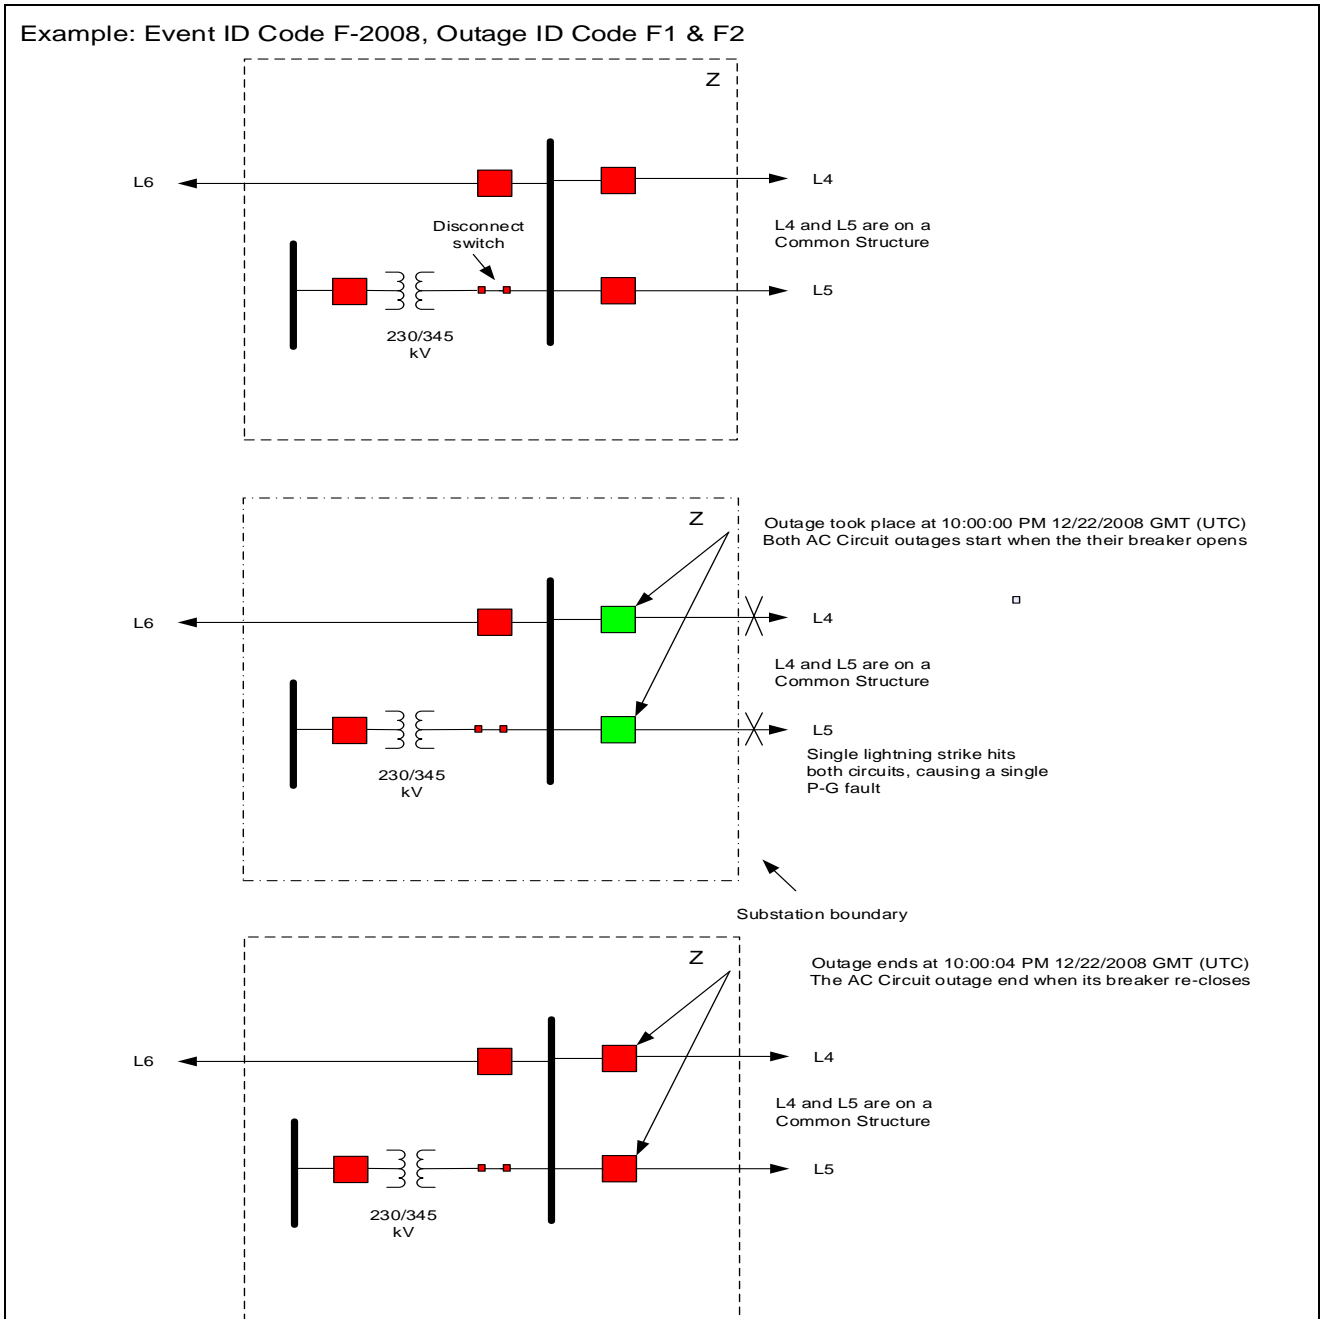 Example: Event ID Code F-2008, Outage ID Code F1 & F2
Z
L6
L4
Disconnect
switch
L4 and L5 are on a
Common Structure
L5
230/345
kV
Z
Outage took place at 10:00:00 PM 12/22/2008 GMT (UTC)
Both AC Circuit outages start when the their breaker opens
L6
L4
L4 and L5 are on a
Common Structure
L5
Single lightning strike hits
both circuits, causing a single
P-G fault
230/345
kV
Substation boundary
Z
Outage ends at 10:00:04 PM 12/22/2008 GMT (UTC)
The AC Circuit outage end when its breaker re-closes
L6
L4
L4 and L5 are on a
Common Structure
L5
230/345
kV